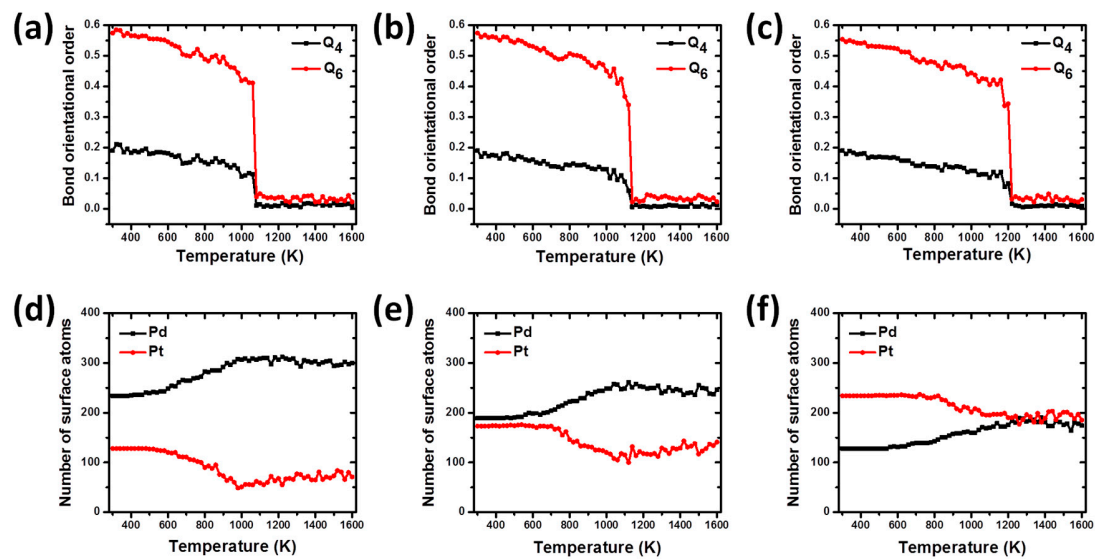 (a)
0.6
0.5
0.4
0.3
0.2
0.1
0.0
Bond orientational order
Q4
Q6
400 600 800 1000 1200 1400 1600
Temperature (K)
(b)
0.6
0.5
0.4
0.3
0.2
0.1
0.0
Bond orientational order
Q4
Q6
400 600 800 1000 1200 1400 1600
Temperature (K)
(c)
0.6
0.5
0.4
0.3
0.2
0.1
0.0
Bond orientational order
Q4
Q6
400 600 800 1000 1200 1400 1600
Temperature (K)
(d)
400
300
200
100
0
Number of surface atoms
Pd
Pt
400 600 800 1000 1200 1400 1600
Temperature (K)
(e)
400
300
200
100
0
Number of surface atoms
Pd
Pt
400 600 800 1000 1200 1400 1600
Temperature (K)
(f)
400
300
200
100
0
Number of surface atoms
Pd
Pt
400 600 800 1000 1200 1400 1600
Temperature (K)